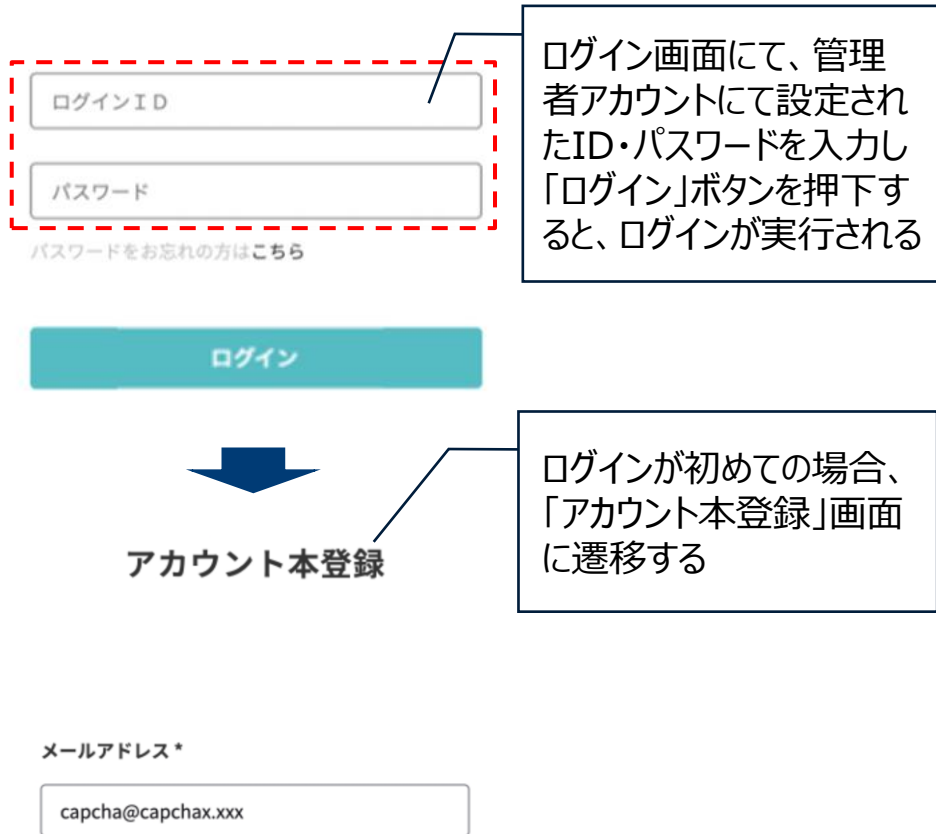 ログインＩＤ
パスワード
パスワードをお忘れの方はこちら
ログイン
ログイン画面にて、管理
者アカウントにて設定され
たID・パスワードを入力し
「ログイン」ボタンを押下す
ると、ログインが実行される
アカウント本登録
ログインが初めての場合、
「アカウント本登録」画面
に遷移する
メールアドレス *
capcha@capchax.xxx